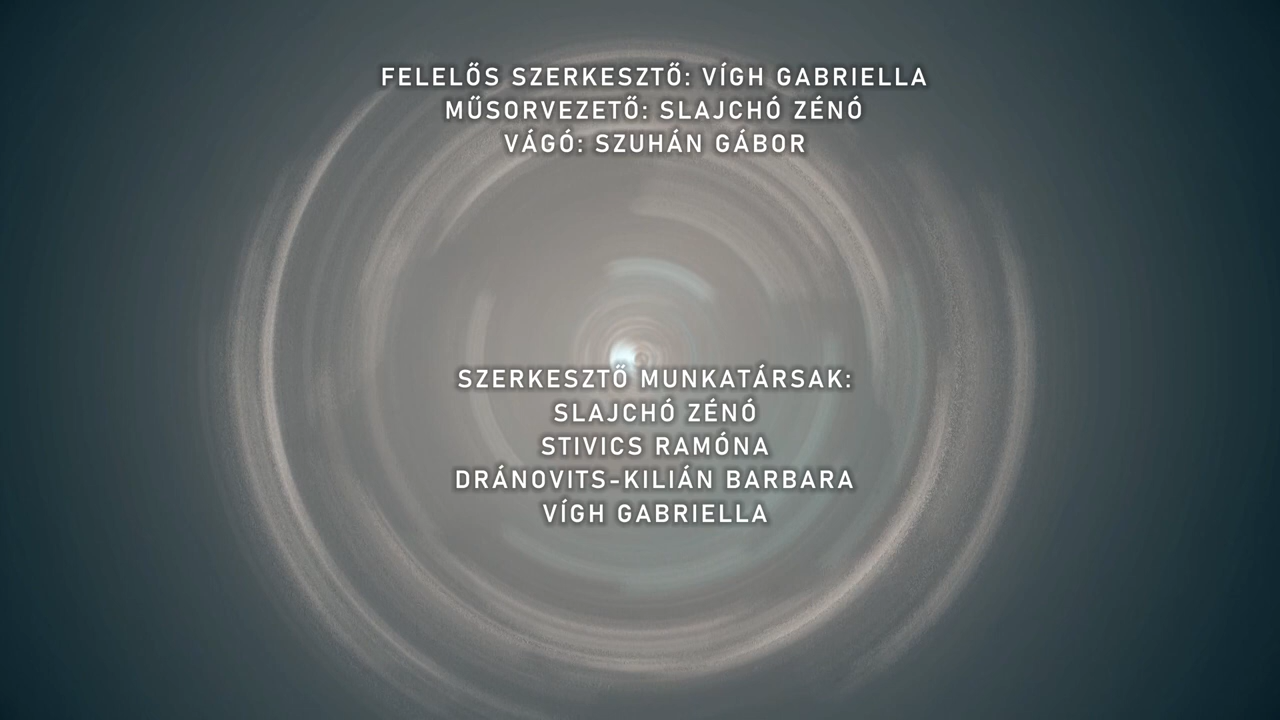 FELELŐS SZERKESZTŐ: VÍGH GABRIELLA
MŰSORVEZETŐ: SLAJCHÓ ZÉNÓ
VÁGÓ: SZUHÁN GÁBOR
SZERKESZTŐ MUNKATÁRSAK:
SLAJCHÓ ZÉNÓ
STIVICS RAMÓNA
DRÁNOVITS-KILIÁN BARBARA
VÍGH GABRIELLA